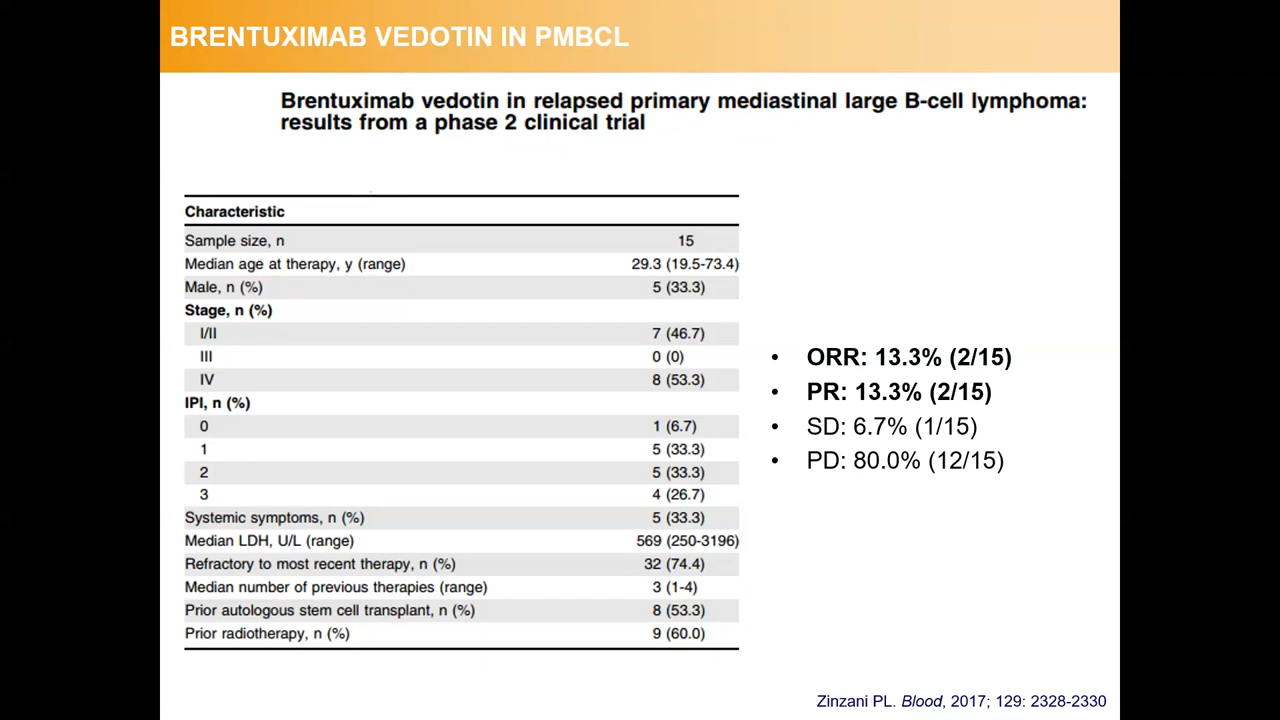 BRENTUXIMAB VEDOTIN IN PMBCL
Brentuximab vedotin in relapsed primary mediastinal large B-cell lymphoma:
results from a phase 2 clinical trial
Characteristic
Sample size, n 15
Median age at therapy, y (range) 29.3 (19.5-73.4)
Male, n (%) 5 (33.3)
Stage, n (%)
I/II 7 (46.7)
III 0 (0)
IV 8 (53.3)
IPI, n (%)
0 1 (6.7)
1 5 (33.3)
2 5 (33.3)
3 4 (26.7)
Systemic symptoms, n (%) 5 (33.3)
Median LDH, U/L (range) 569 (250-3196)
Refractory to most recent therapy, n (%) 32 (74.4)
Median number of previous therapies (range) 3 (1-4)
Prior autologous stem cell transplant, n (%) 8 (53.3)
Prior radiotherapy, n (%) 9 (60.0)
• ORR: 13.3% (2/15)
• PR: 13.3% (2/15)
• SD: 6.7% (1/15)
• PD: 80.0% (12/15)
Zinzani PL. Blood, 2017; 129: 2328-2330